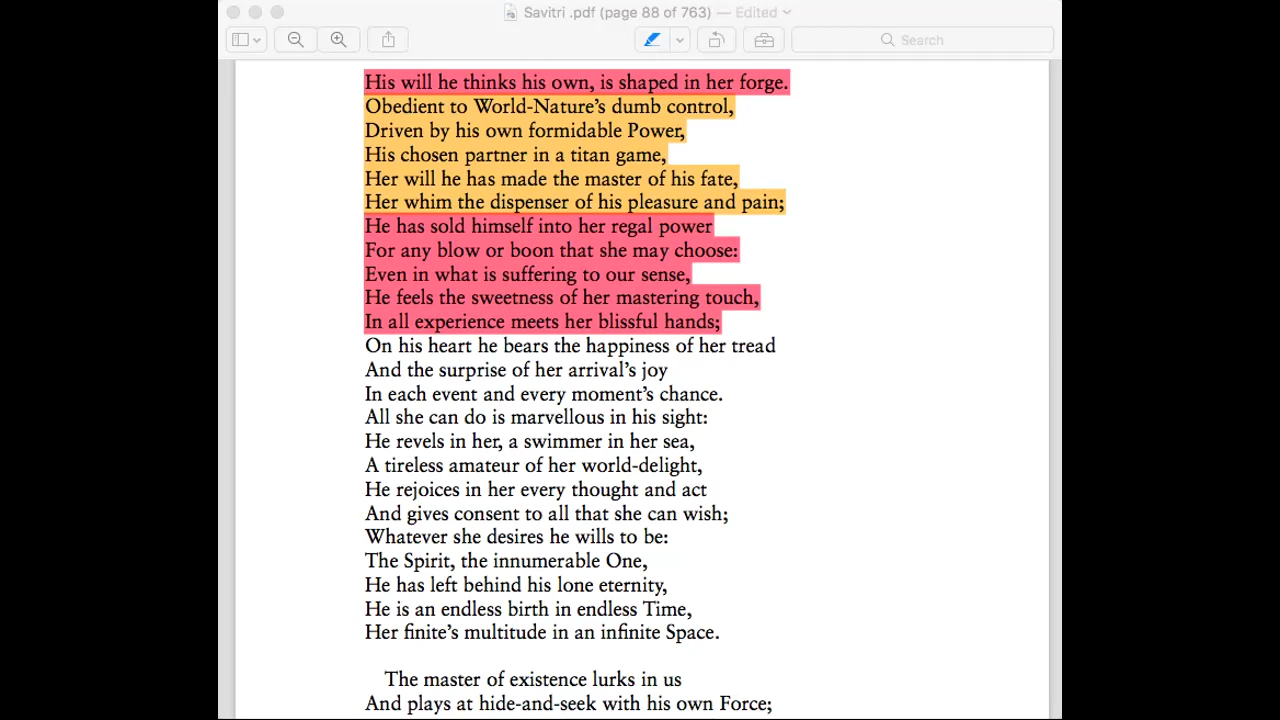 Savitri .pdf (page 88 of 763) — Edited
Search
His will he thinks his own, is shaped in her forge.
Obedient to World-Nature’s dumb control,
Driven by his own formidable Power,
His chosen partner in a titan game,
Her will he has made the master of his fate,
Her whim the dispenser of his pleasure and pain;
He has sold himself into her regal power
For any blow or boon that she may choose:
Even in what is suffering to our sense,
He feels the sweetness of her mastering touch,
In all experience meets her blissful hands;
On his heart he bears the happiness of her tread
And the surprise of her arrival’s joy
In each event and every moment’s chance.
All she can do is marvellous in his sight:
He revels in her, a swimmer in her sea,
A tireless amateur of her world-delight,
He rejoices in her every thought and act
And gives consent to all that she can wish;
Whatever she desires he wills to be:
The Spirit, the innumerable One,
He has left behind his lone eternity,
He is an endless birth in endless Time,
Her finite’s multitude in an infinite Space.
The master of existence lurks in us
And plays at hide-and-seek with his own Force;